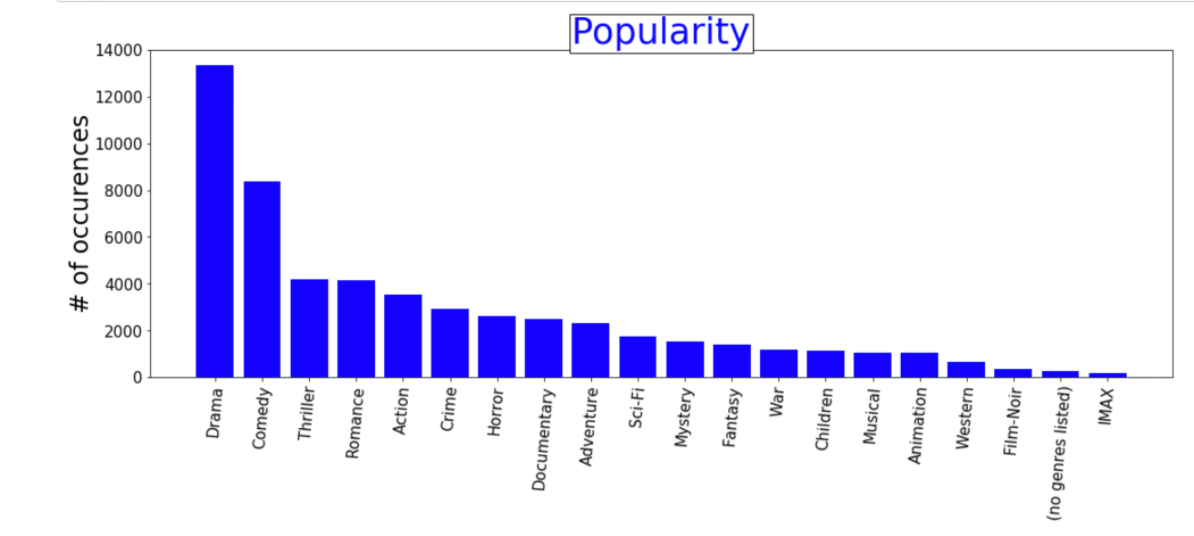 Popularity
# of occurences
14000
12000
10000
8000
6000
4000
2000
0
Drama
Comedy
Thriller
Romance
Action
Crime
Horror
Documentary
Adventure
Sci-Fi
Mystery
Fantasy
War
Children
Musical
Animation
Western
Film-Noir
(no genres listed)
IMAX